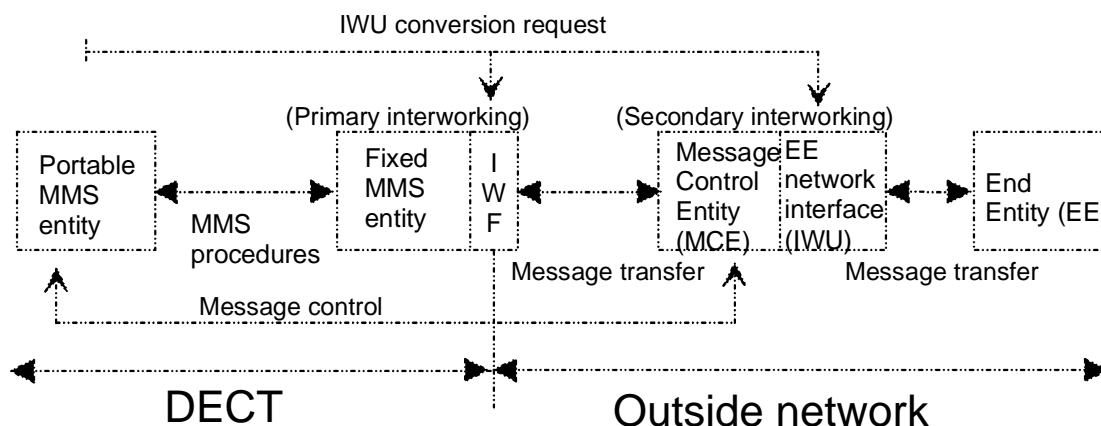 IWU conversion request
(Primary interworking)
(Secondary interworking)
Portable
MMS
entity
MMS
procedures
Fixed
MMS
entity
I
W
F
Message transfer
Message
Control
Entity
(MCE)
EE
network
interface
(IWU)
Message transfer
End
Entity (EE
Message control
DECT
Outside network